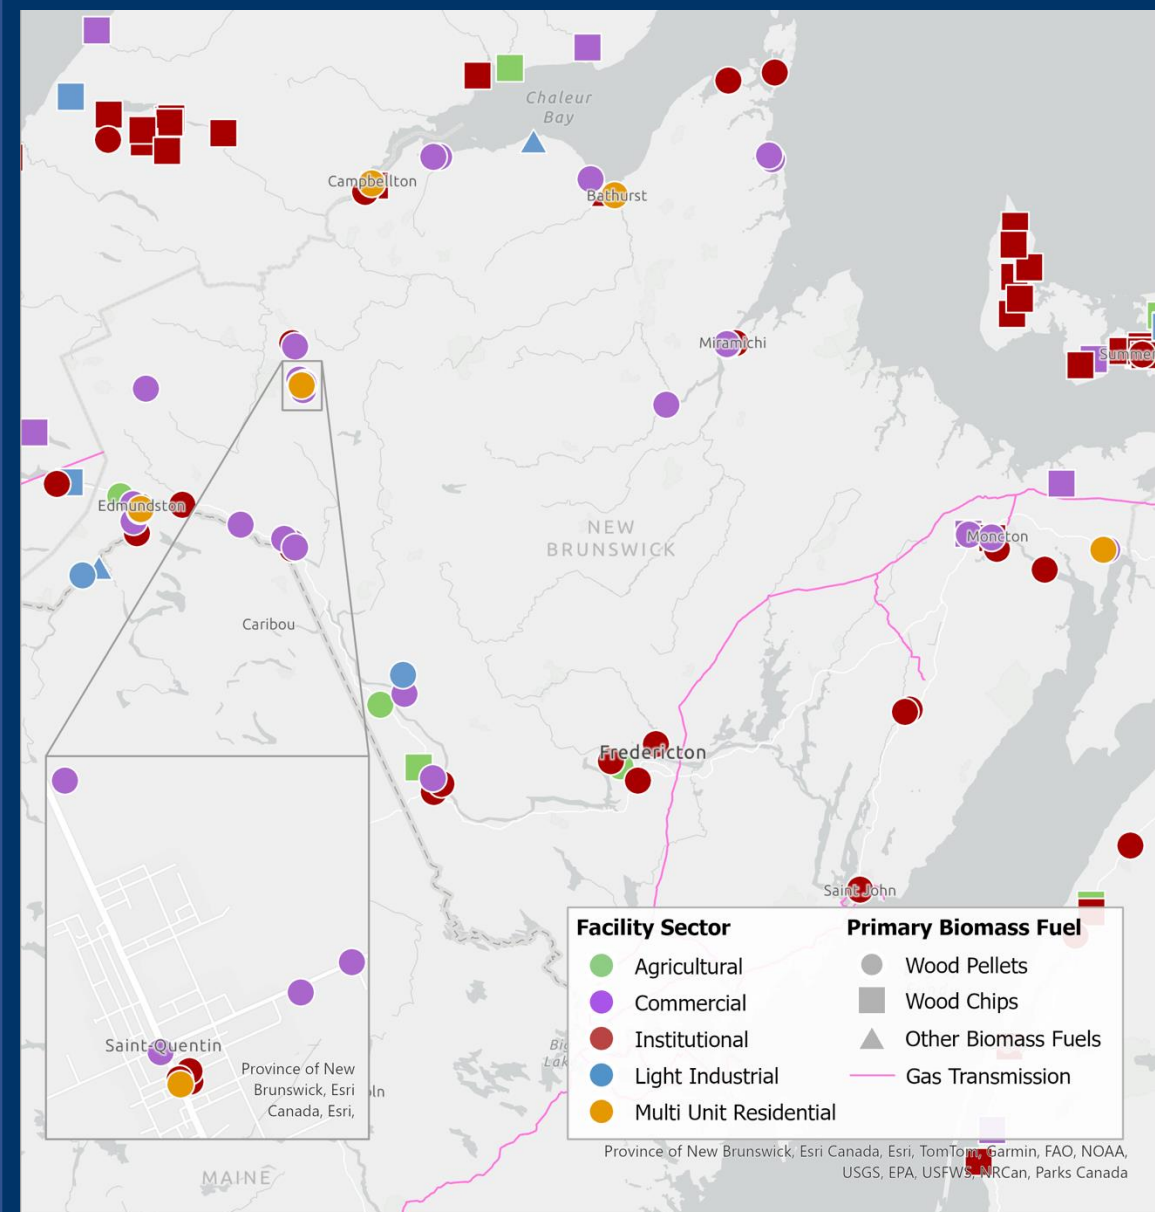 Chaleur
Bay
Campbellton
Bathurst
Miramichi
Edmundston
NEW
BRUNSWICK
Moncton
Caribou
Fredericton
Saint John
Saint-Quentin
Province of New
Brunswick, Esri
Canada, Esri,
MAINE
Facility Sector
Agricultural
Commercial
Institutional
Light Industrial
Multi Unit Residential
Primary Biomass Fuel
Wood Pellets
Wood Chips
Other Biomass Fuels
Gas Transmission
Province of New Brunswick, Esri Canada, Esri, TomTom, Garmin, FAO, NOAA,
USGS, EPA, USFWS, NRCan, Parks Canada